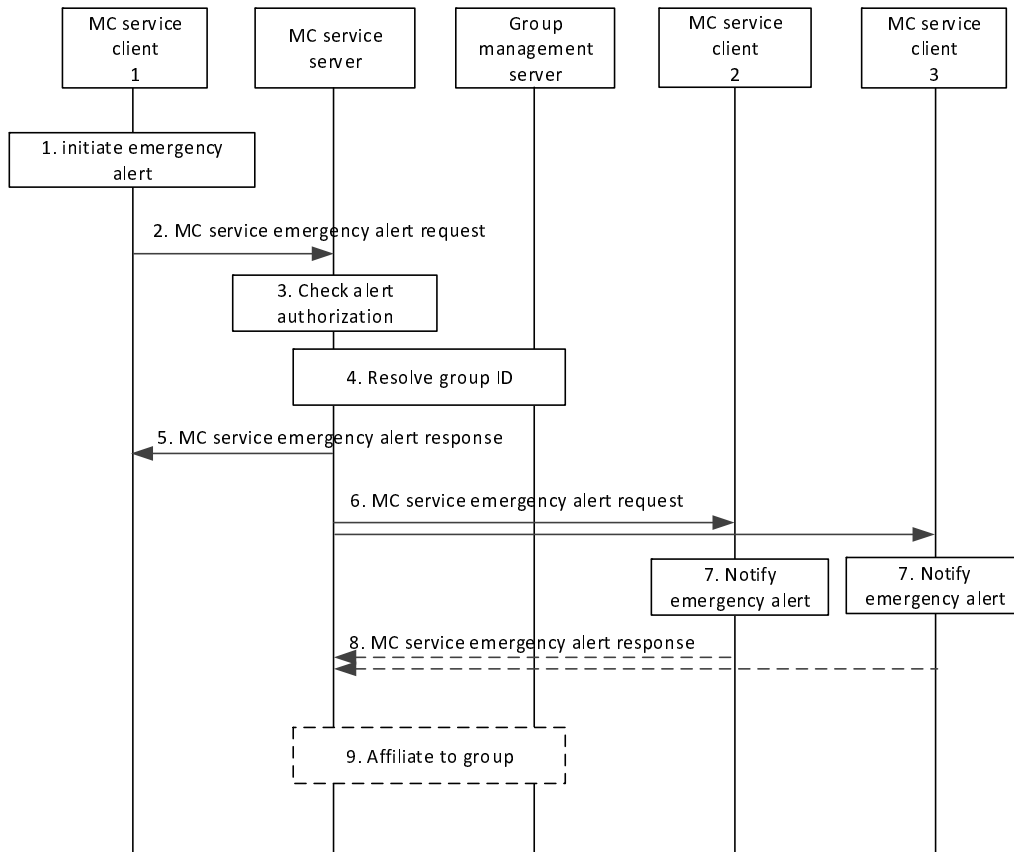 MC service
client
1
MC service
server
Group
management
server
MC service
client
2
MC service
client
3
1. initiate emergency
alert
2. MC service emergency alert request
3. Check alert
authorization
4. Resolve group ID
5. MC service emergency alert response
6. MC service emergency alert request
7. Notify
emergency alert
7. Notify
emergency alert
8. MC service emergency alert response
9. Affiliate to group